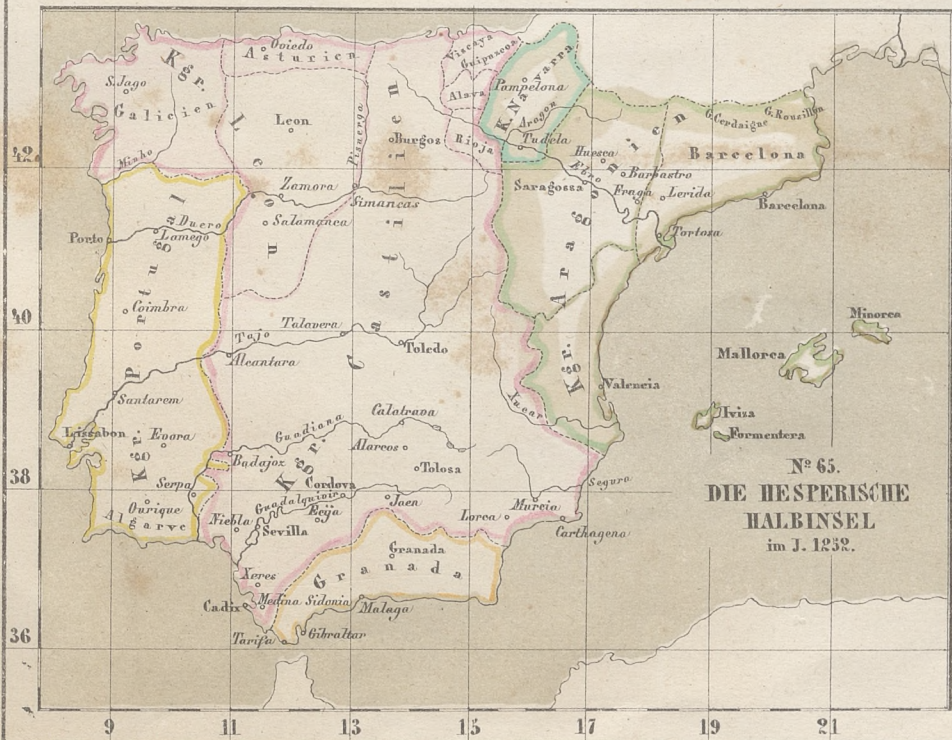 Nº 65.
DIE HESPERISCHE
HALBINSEL
im J. 1252.
Kgr. Leon
Oviedo
Asturien
S. Jago
Galicien
Leon
Minho
Pisuerga
Burgos
Viscaya
Guipuzcoa
Alava
Rioja
Pampelona
K. Navarra
Aragon
Tudela
G. Cerdaigne
G. Rousillon
Barcelona
Huesca
Ebro
Barbastro
Saragossa
Fraga
Lerida
Barcelona
Tortosa
Zamora
Simancas
Salamanca
Duero
Porto
Lamego
Kgr. Portugal
Coimbra
Kgr. Castilien
Kgr. Aragonien
Tajo
Talavera
Toledo
Alcantara
Minorca
Mallorca
Valencia
Santarem
Xucar
Iviza
Formentera
Lissabon
Evora
Guadiana
Calatrava
Alarcos
Badajoz
Tolosa
Serpa
Cordova
Segura
Ourique
Algarve
Guadalquivir
Niebla
Ecija
Jaen
Sevilla
Lorca
Murcia
Carthagena
Granada
Granada
Xeres
Cadix
Medina Sidonia
Malaga
Tarifa
Gibraltar
42
40
38
36
9
11
13
15
17
19
21